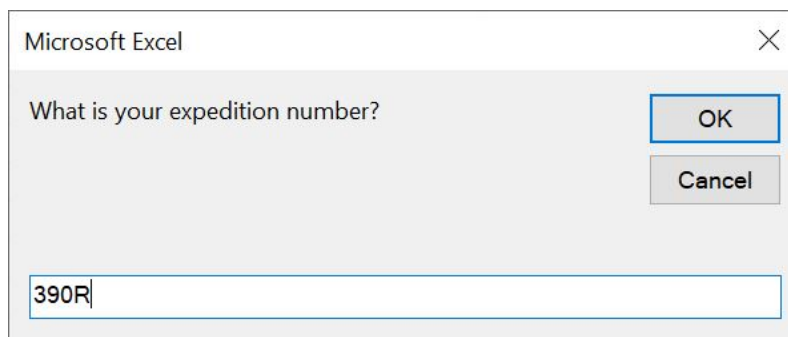 Microsoft Excel
What is your expedition number?
OK
Cancel
390R